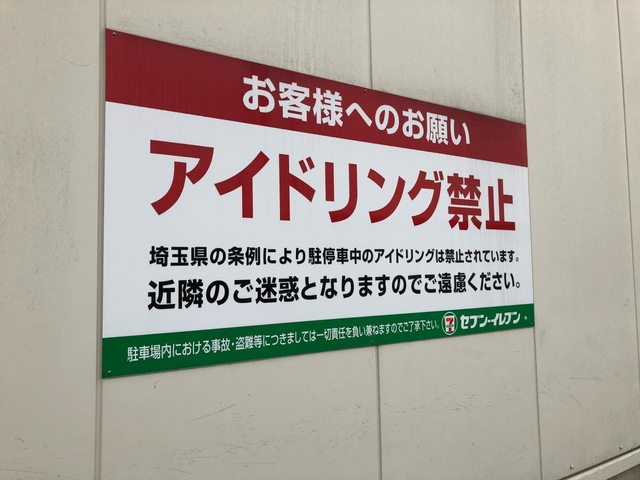 お客様へのお願い
アイドリング禁止
埼玉県の条例により駐停車中のアイドリングは禁止されています。
近隣のご迷惑となりますのでご遠慮ください。
駐車場内における事故・盗難等につきましては一切責任を負い兼ねますのでご了承下さい。 セブン-イレブン